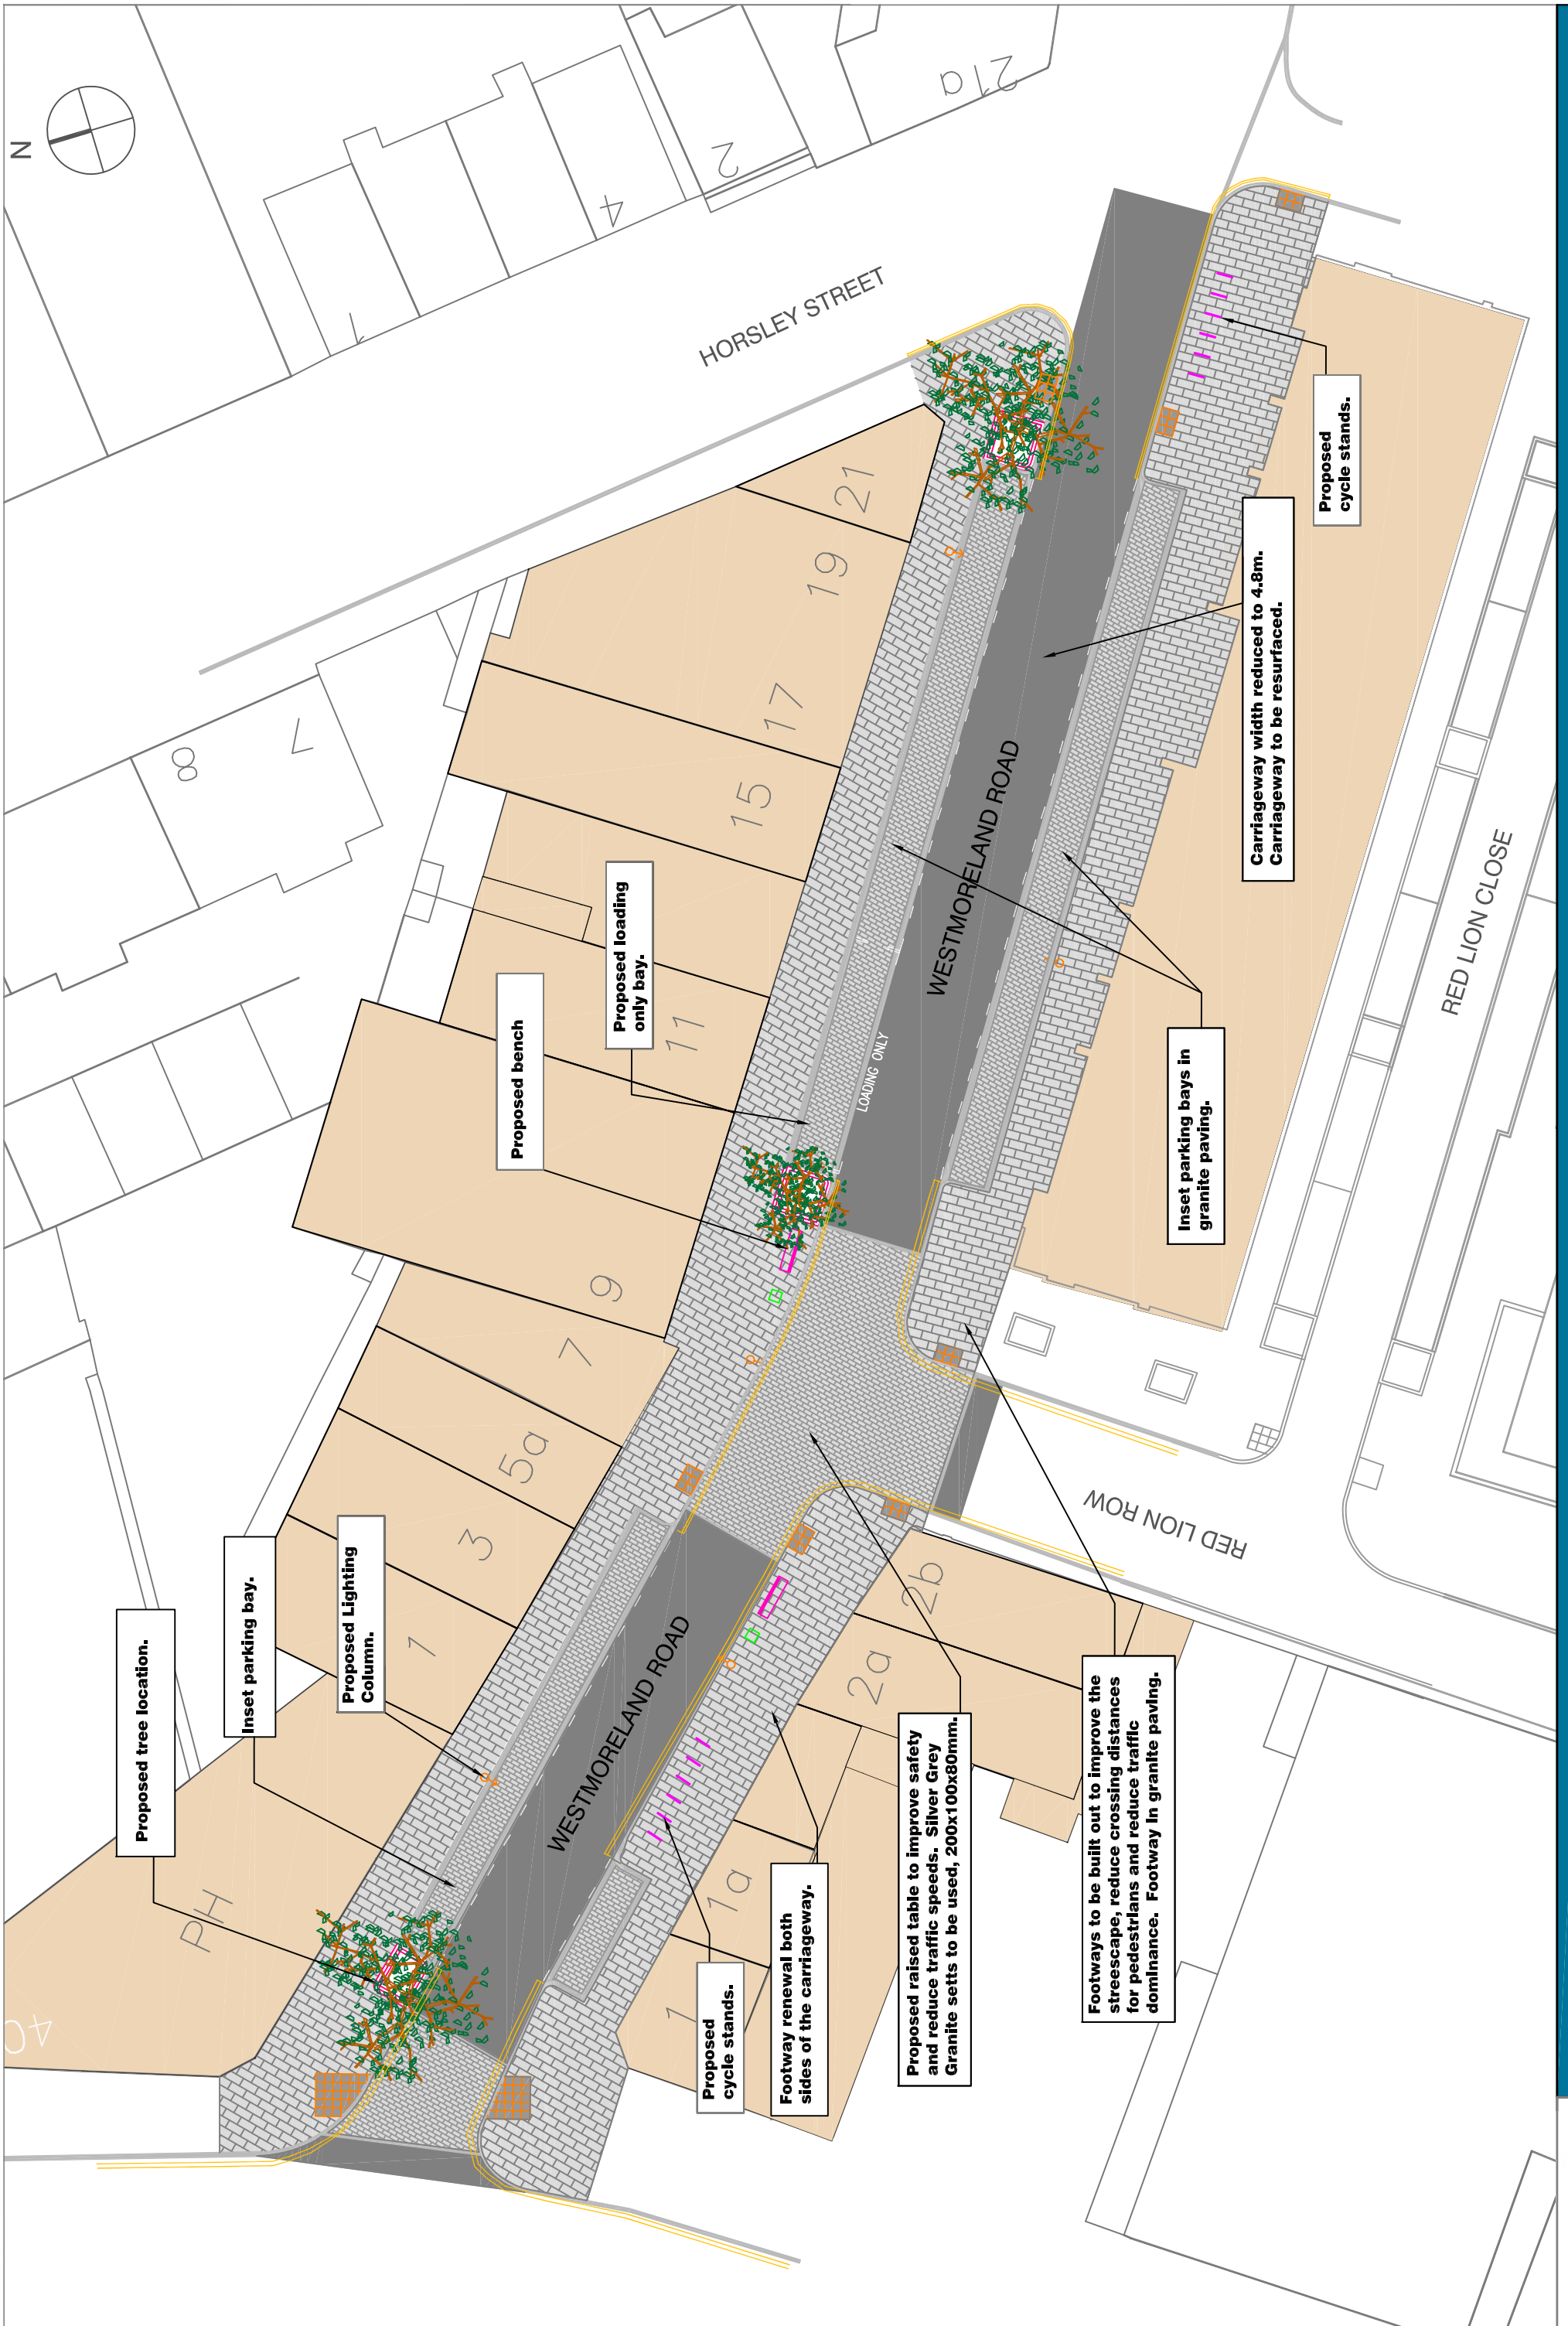 N
Proposed tree location.
Inset parking bay.
Proposed Lighting
Column.
Proposed bench
Proposed loading
only bay.
HORSLEY STREET
PH
40
1
3
5a
7
9
11
15
17
19
21
8
7
1
4
2
21a
WESTMORELAND ROAD
LOADING ONLY
WESTMORELAND ROAD
1
1a
2a
2b
Proposed
cycle stands.
Footway renewal both
sides of the carriageway.
Proposed raised table to improve safety
and reduce traffic speeds. Silver Grey
Granite setts to be used, 200x100x80mm.
Footways to be built out to improve the
streescape, reduce crossing distances
for pedestrians and reduce traffic
dominance. Footway in granite paving.
RED LION ROW
Inset parking bays in
granite paving.
Carriageway width reduced to 4.8m.
Carriageway to be resurfaced.
Proposed
cycle stands.
RED LION CLOSE